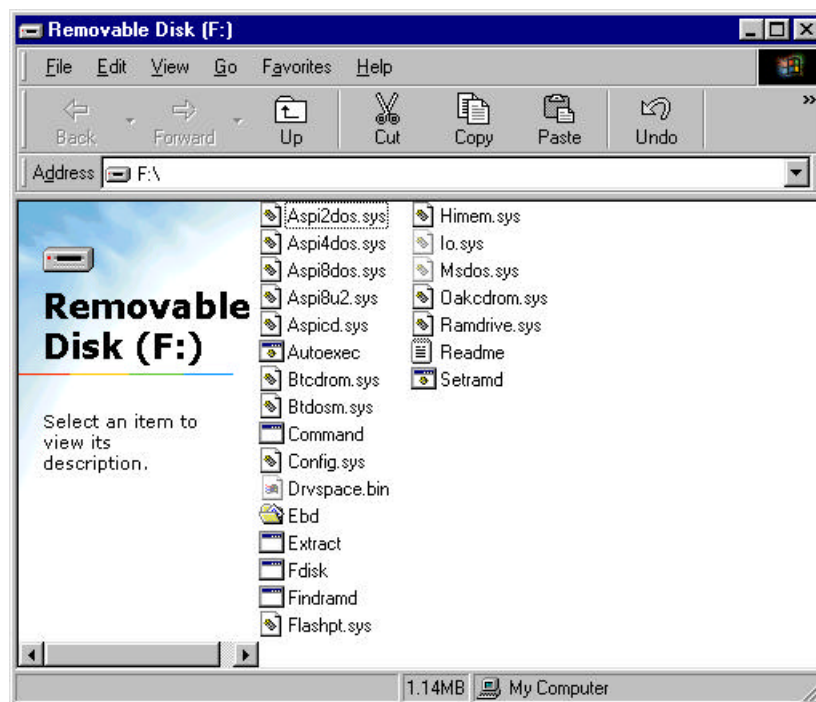 Removable Disk (F:)
File Edit View Go Favorites Help
Back Forward Up Cut Copy Paste Undo »
Address F:\
Removable
Disk (F:)
Select an item to
view its
description.
Aspi2dos.sys
Aspi4dos.sys
Aspi8dos.sys
Aspi8u2.sys
Aspicd.sys
Autoexec
Btcdrom.sys
Btdosm.sys
Command
Config.sys
Drvspace.bin
Ebd
Extract
Fdisk
Findramd
Flashpt.sys
Himem.sys
Io.sys
Msdos.sys
Oakcdrom.sys
Ramdrive.sys
Readme
Setramd
1.14MB My Computer